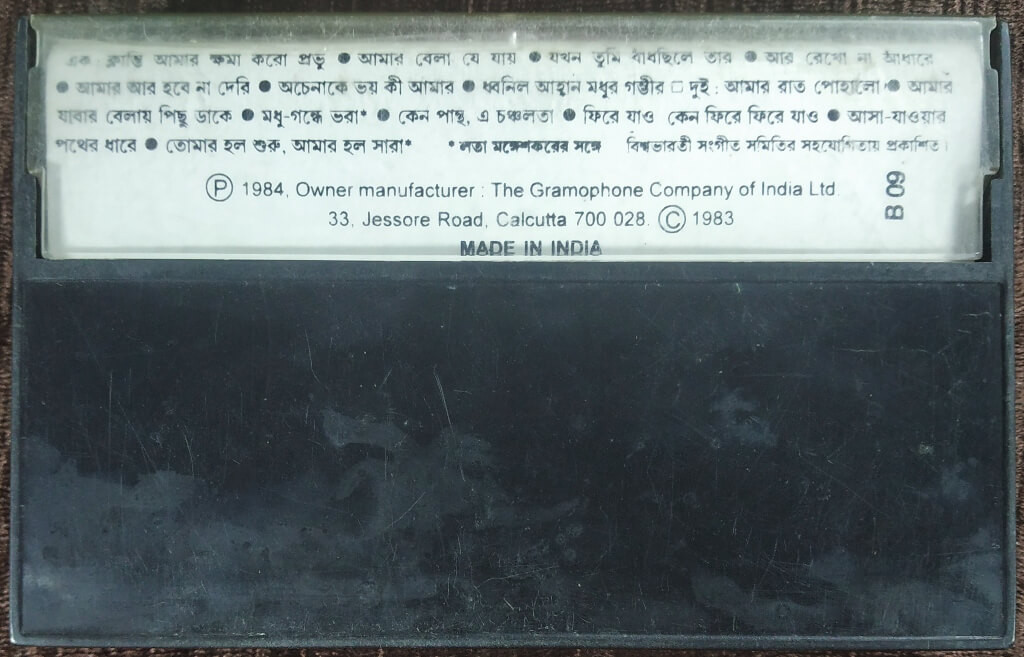 এক : ক্লান্তি আমার ক্ষমা করো প্রভু ● আমার বেলা যে যায় ● যখন তুমি বাঁধছিলে তার ● আর রেখো না আঁধারে
● আমার আর হবে না দেরি ● অচেনাকে ভয় কী আমার ● ধ্বনিল আহ্বান মধুর গম্ভীর □ দুই : আমার রাত পোহালো ● আমার
যাবার বেলায় পিছু ডাকে ● মধু-গন্ধে ভরা* ● কেন পান্থ, এ চঞ্চলতা ● ফিরে যাও কেন ফিরে ফিরে যাও ● আসা-যাওয়ার
পথের ধারে ● তোমার হল শুরু, আমার হল সারা* * লতা মঙ্গেশকরের সঙ্গে বিশ্বভারতী সংগীত সমিতির সহযোগিতায় প্রকাশিত।
Ⓟ 1984, Owner manufacturer : The Gramophone Company of India Ltd.
33, Jessore Road, Calcutta 700 028. Ⓒ 1983
MADE IN INDIA
B 09